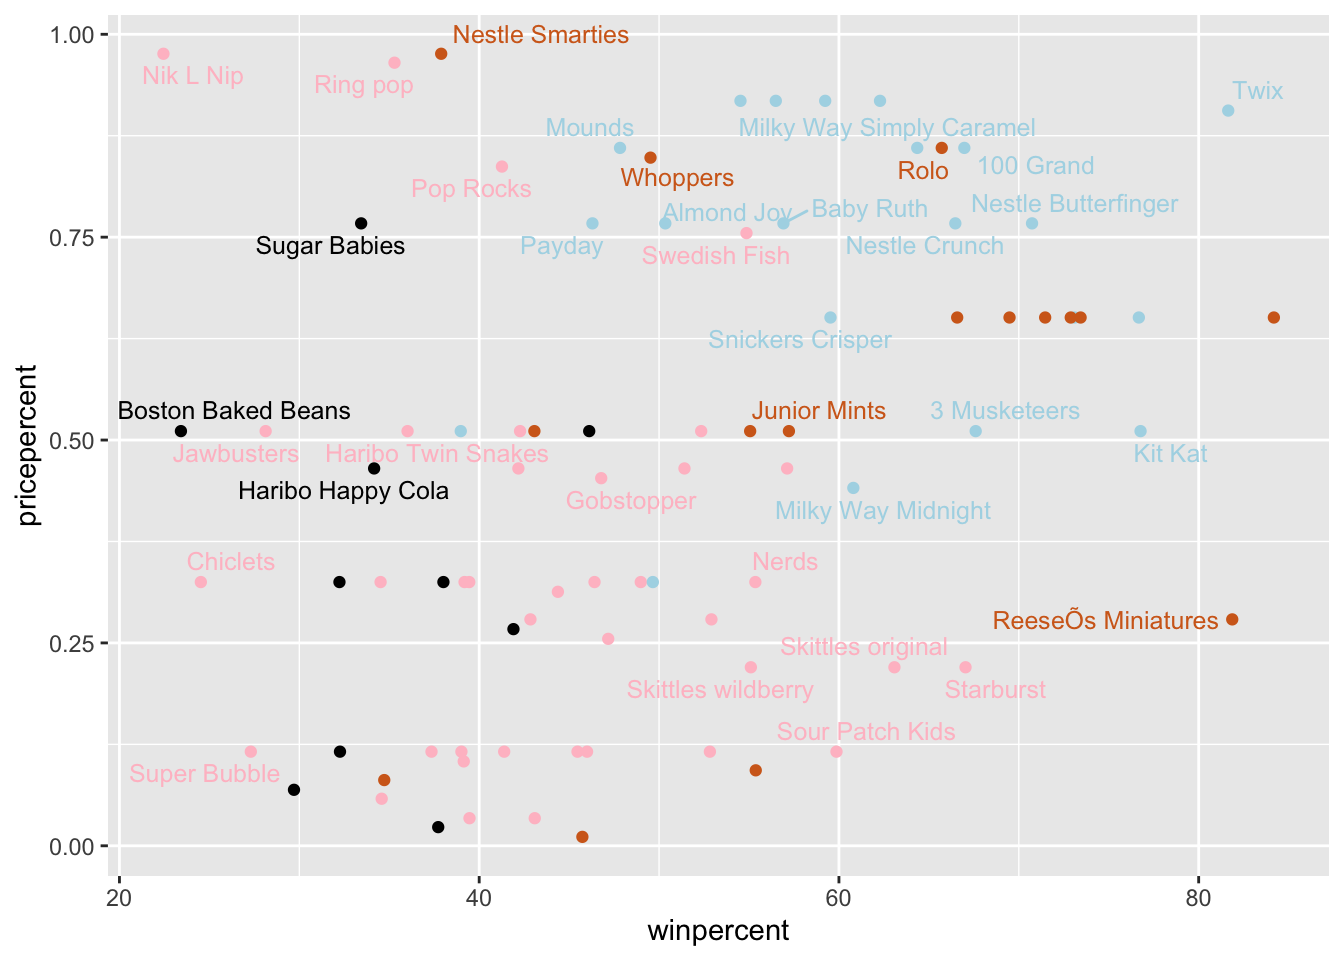 1.00
Nestle Smarties
Nik L Nip
Ring pop
Twix
Mounds
Milky Way Simply Caramel
Whoppers
Rolo
100 Grand
Pop Rocks
Almond Joy
Baby Ruth
Nestle Butterfinger
0.75
Sugar Babies
Payday
Swedish Fish
Nestle Crunch
Snickers Crisper
pricepercent
Boston Baked Beans
Junior Mints
3 Musketeers
0.50
Jawbusters
Haribo Twin Snakes
Kit Kat
Haribo Happy Cola
Gobstopper
Milky Way Midnight
Chiclets
Nerds
ReeseÕs Miniatures
0.25
Skittles original
Skittles wildberry
Starburst
Sour Patch Kids
Super Bubble
0.00
20
40
60
80
winpercent